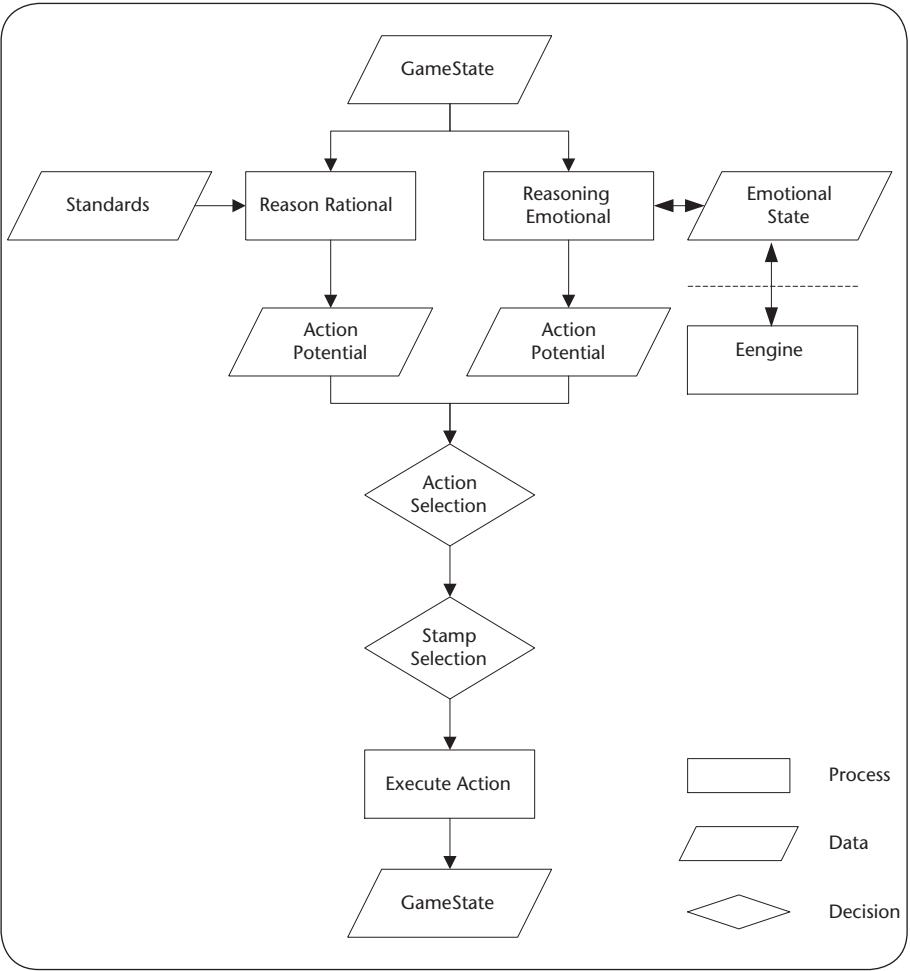 GameState
Standards
Reason Rational
Reasoning
Emotional
Emotional
State
Action
Potential
Action
Potential
Eengine
Action
Selection
Stamp
Selection
Execute Action
GameState
Process
Data
Decision